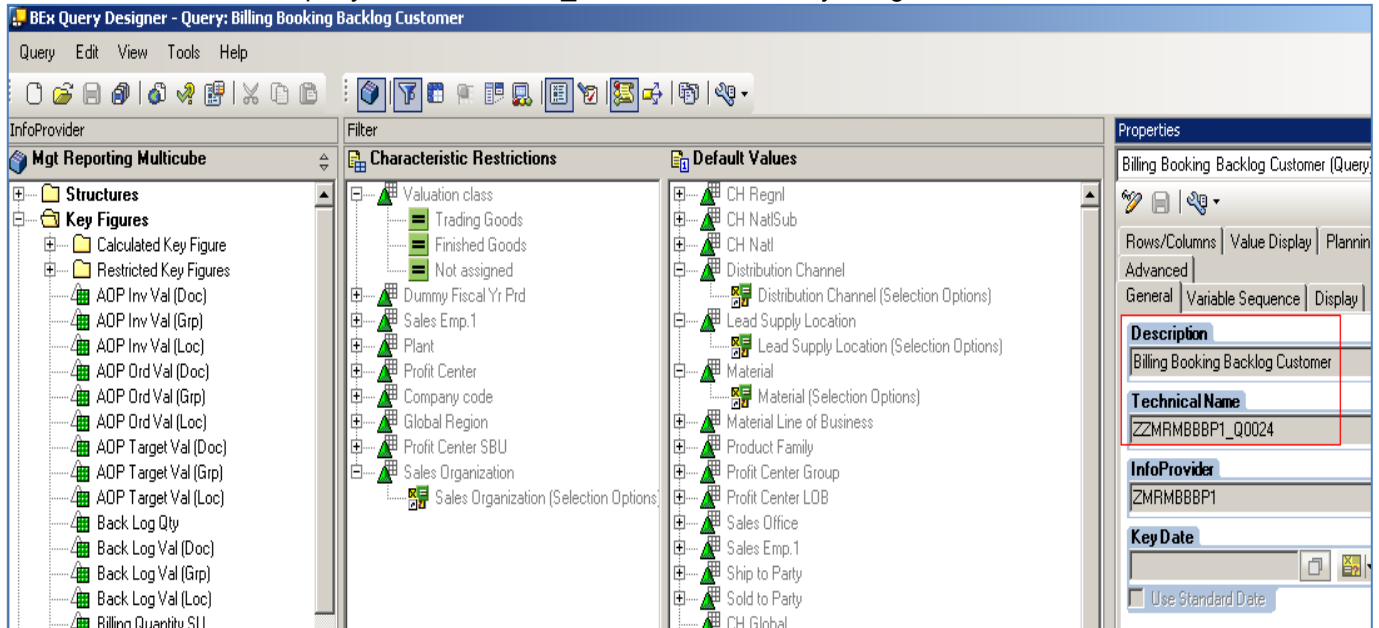 BEx Query Designer - Query: Billing Booking Backlog Customer
Query Edit View Tools Help
InfoProvider
Mgt Reporting Multicube
Structures
Key Figures
Calculated Key Figure
Restricted Key Figures
AOP Inv Val (Doc)
AOP Inv Val (Grp)
AOP Inv Val (Loc)
AOP Ord Val (Doc)
AOP Ord Val (Grp)
AOP Ord Val (Loc)
AOP Target Val (Doc)
AOP Target Val (Grp)
AOP Target Val (Loc)
Back Log Qty
Back Log Val (Doc)
Back Log Val (Grp)
Back Log Val (Loc)
Billing Quantity SU
Filter
Characteristic Restrictions
Valuation class
Trading Goods
Finished Goods
Not assigned
Dummy Fiscal Yr Prd
Sales Emp.1
Plant
Profit Center
Company code
Global Region
Profit Center SBU
Sales Organization
Sales Organization (Selection Options)
Default Values
CH Regnl
CH NatlSub
CH Natl
Distribution Channel
Distribution Channel (Selection Options)
Lead Supply Location
Lead Supply Location (Selection Options)
Material
Material (Selection Options)
Material Line of Business
Product Family
Profit Center Group
Profit Center LOB
Sales Office
Sales Emp.1
Ship to Party
Sold to Party
CH Global
Properties
Billing Booking Backlog Customer (Query)
Rows/Columns Value Display Plannin
Advanced
General Variable Sequence Display
Description
Billing Booking Backlog Customer
Technical Name
ZZMRMBBBP1_Q0024
InfoProvider
ZMRMBBBP1
Key Date
Use Standard Date